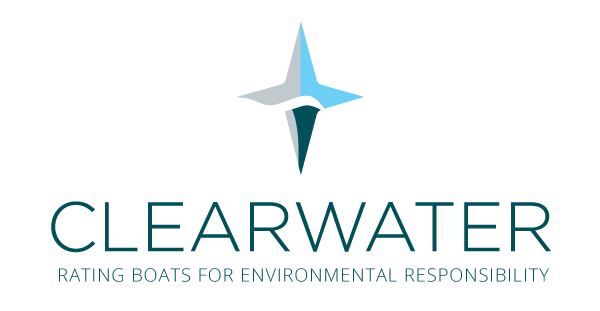 CLEARWATER
RATING BOATS FOR ENVIRONMENTAL RESPONSIBILITY